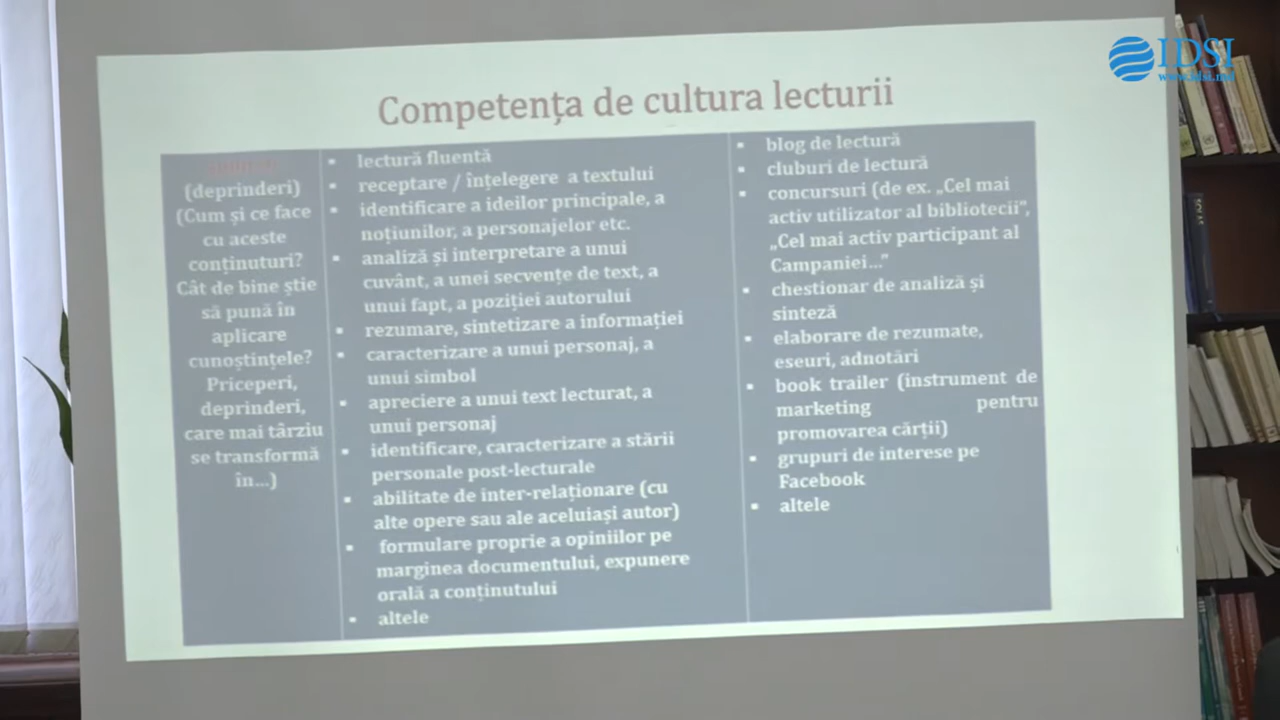 IDSI
www.idsi.md
Competența de cultura lecturii
(deprinderi)
(Cum și ce face
cu aceste
conținuturi?
Cât de bine știe
să pună în
aplicare
cunoștințele?
Priceperi,
deprinderi,
care mai târziu
se transformă
în...)
▪ lectură fluentă
▪ receptare / înțelegere a textului
▪ identificare a ideilor principale, a
noțiunilor, a personajelor etc.
▪ analiză și interpretare a unui
cuvânt, a unei secvențe de text, a
unui fapt, a poziției autorului
▪ rezumare, sintetizare a informației
▪ caracterizare a unui personaj, a
unui simbol
▪ apreciere a unui text lecturat, a
unui personaj
▪ identificare, caracterizare a stării
personale post-lecturale
▪ abilitate de inter-relaționare (cu
alte opere sau ale aceluiași autor)
▪ formulare proprie a opiniilor pe
marginea documentului, expunere
orală a conținutului
▪ altele
▪ blog de lectură
▪ cluburi de lectură
▪ concursuri (de ex. „Cel mai
activ utilizator al bibliotecii”,
„Cel mai activ participant al
Campaniei...”
▪ chestionar de analiză și
sinteză
▪ elaborare de rezumate,
eseuri, adnotări
▪ book trailer (instrument de
marketing pentru
promovarea cărții)
▪ grupuri de interese pe
Facebook
▪ altele